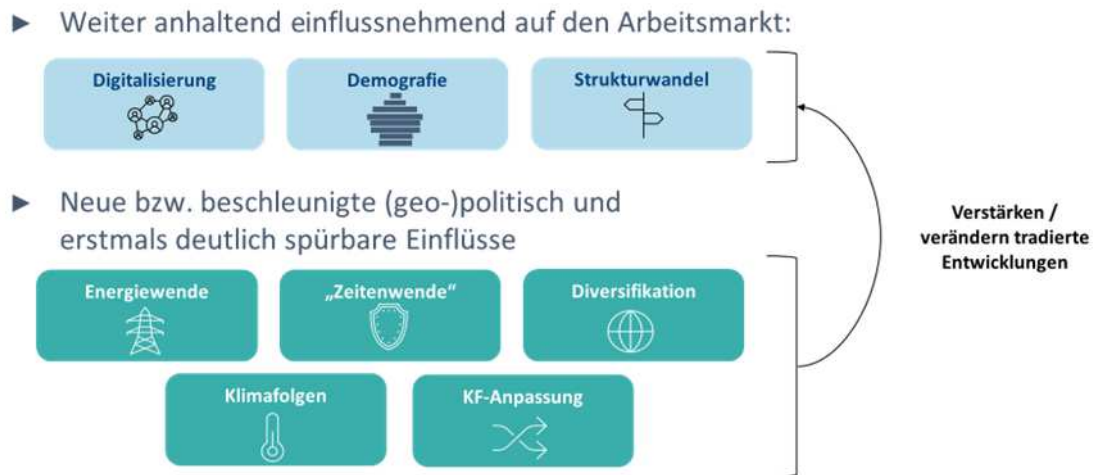 ► Weiter anhaltend einflussnehmend auf den Arbeitsmarkt:
Digitalisierung
Demografie
Strukturwandel
► Neue bzw. beschleunigte (geo-)politisch und
erstmals deutlich spürbare Einflüsse
Verstärken /
verändern tradierte
Entwicklungen
Energiewende
„Zeitenwende“
Diversifikation
Klimafolgen
KF-Anpassung